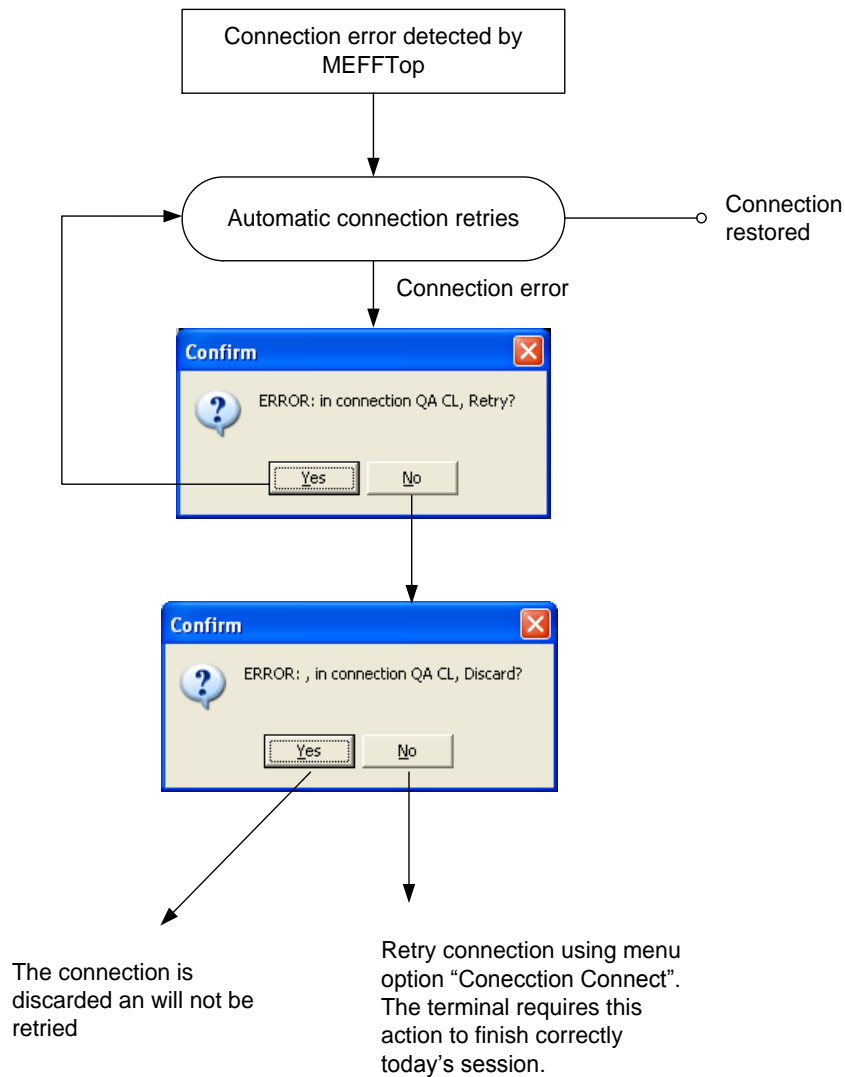 Connection error detected by
MEFFTop
Automatic connection retries
Connection
restored
Connection error
Confirm
ERROR: in connection QA CL, Retry?
Yes
No
Confirm
ERROR: , in connection QA CL, Discard?
Yes
No
The connection is
discarded an will not be
retried
Retry connection using menu
option “Conecction Connect”.
The terminal requires this
action to finish correctly
today’s session.